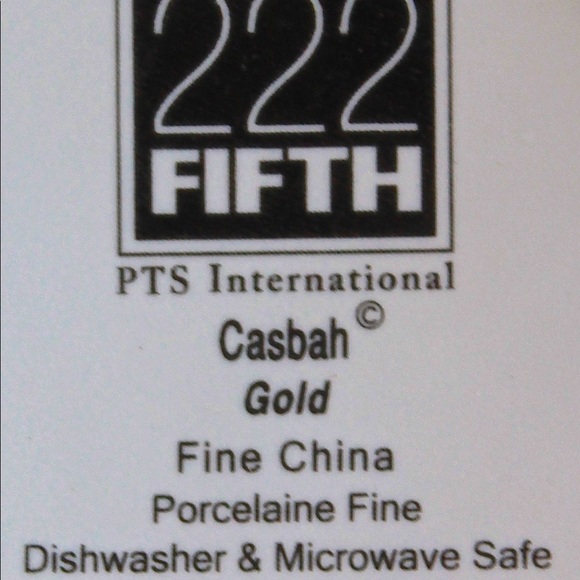 222
FIFTH
PTS International
Casbah©
Gold
Fine China
Porcelaine Fine
Dishwasher & Microwave Safe